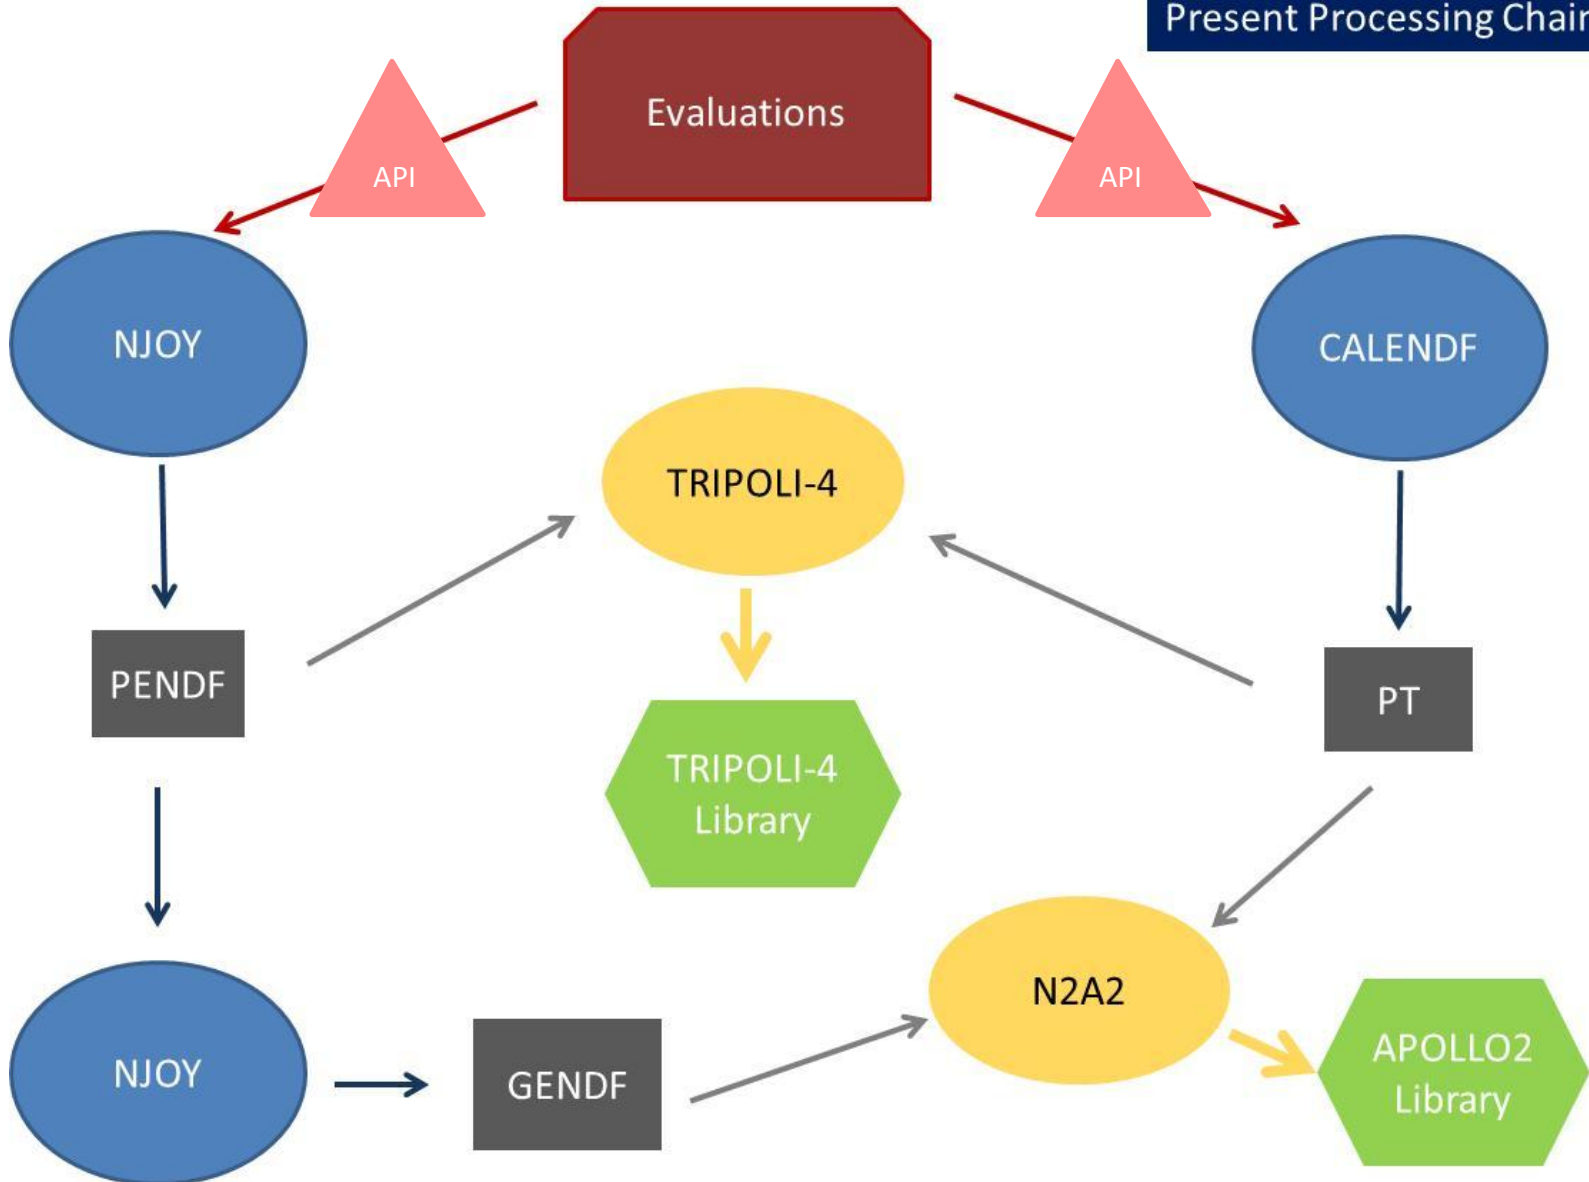 Present Processing Chain
Evaluations
API
API
NJOY
CALENDF
TRIPOLI-4
PENDF
PT
TRIPOLI-4
Library
N2A2
NJOY
GENDF
APOLLO2
Library